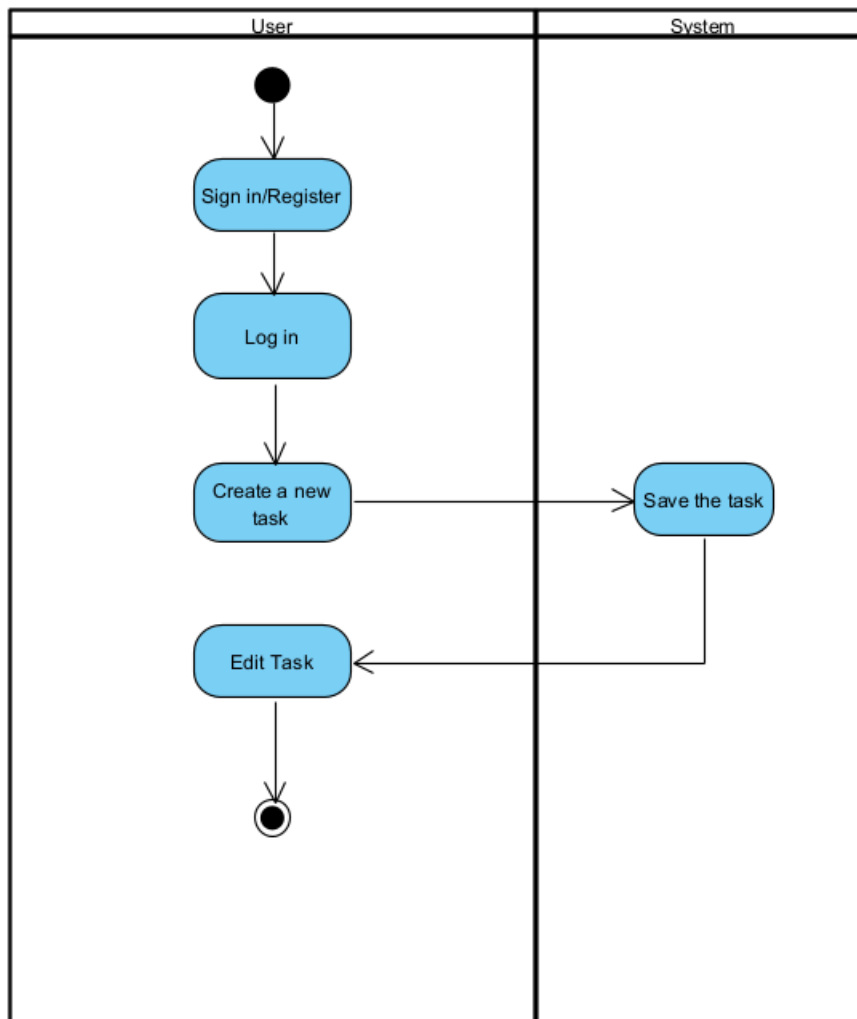 User
System
Sign in/Register
Log in
Create a new
task
Save the task
Edit Task